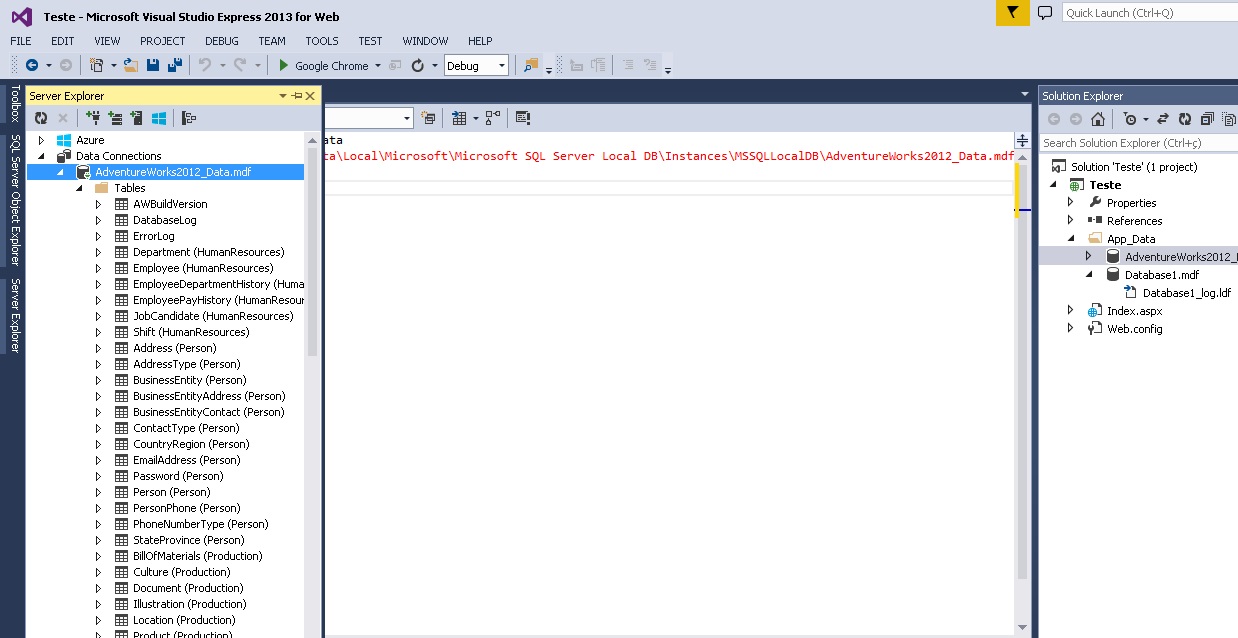 Teste - Microsoft Visual Studio Express 2013 for Web
Quick Launch (Ctrl+Q)
FILE EDIT VIEW PROJECT DEBUG TEAM TOOLS TEST WINDOW HELP
Google Chrome Debug
Toolbox
SQL Server Object Explorer
Server Explorer
Server Explorer
Azure
Data Connections
AdventureWorks2012_Data.mdf
Tables
AWBuildVersion
DatabaseLog
ErrorLog
Department (HumanResources)
Employee (HumanResources)
EmployeeDepartmentHistory (Huma
EmployeePayHistory (HumanResour
JobCandidate (HumanResources)
Shift (HumanResources)
Address (Person)
AddressType (Person)
BusinessEntity (Person)
BusinessEntityAddress (Person)
BusinessEntityContact (Person)
ContactType (Person)
CountryRegion (Person)
EmailAddress (Person)
Password (Person)
Person (Person)
PersonPhone (Person)
PhoneNumberType (Person)
StateProvince (Person)
BillOfMaterials (Production)
Culture (Production)
Document (Production)
Illustration (Production)
Location (Production)
Product (Production)
ata
ta\Local\Microsoft\Microsoft SQL Server Local DB\Instances\MSSQLLocalDB\AdventureWorks2012_Data.mdf
Solution Explorer
Search Solution Explorer (Ctrl+ç)
Solution 'Teste' (1 project)
Teste
Properties
References
App_Data
AdventureWorks2012_
Database1.mdf
Database1_log.ldf
Index.aspx
Web.config